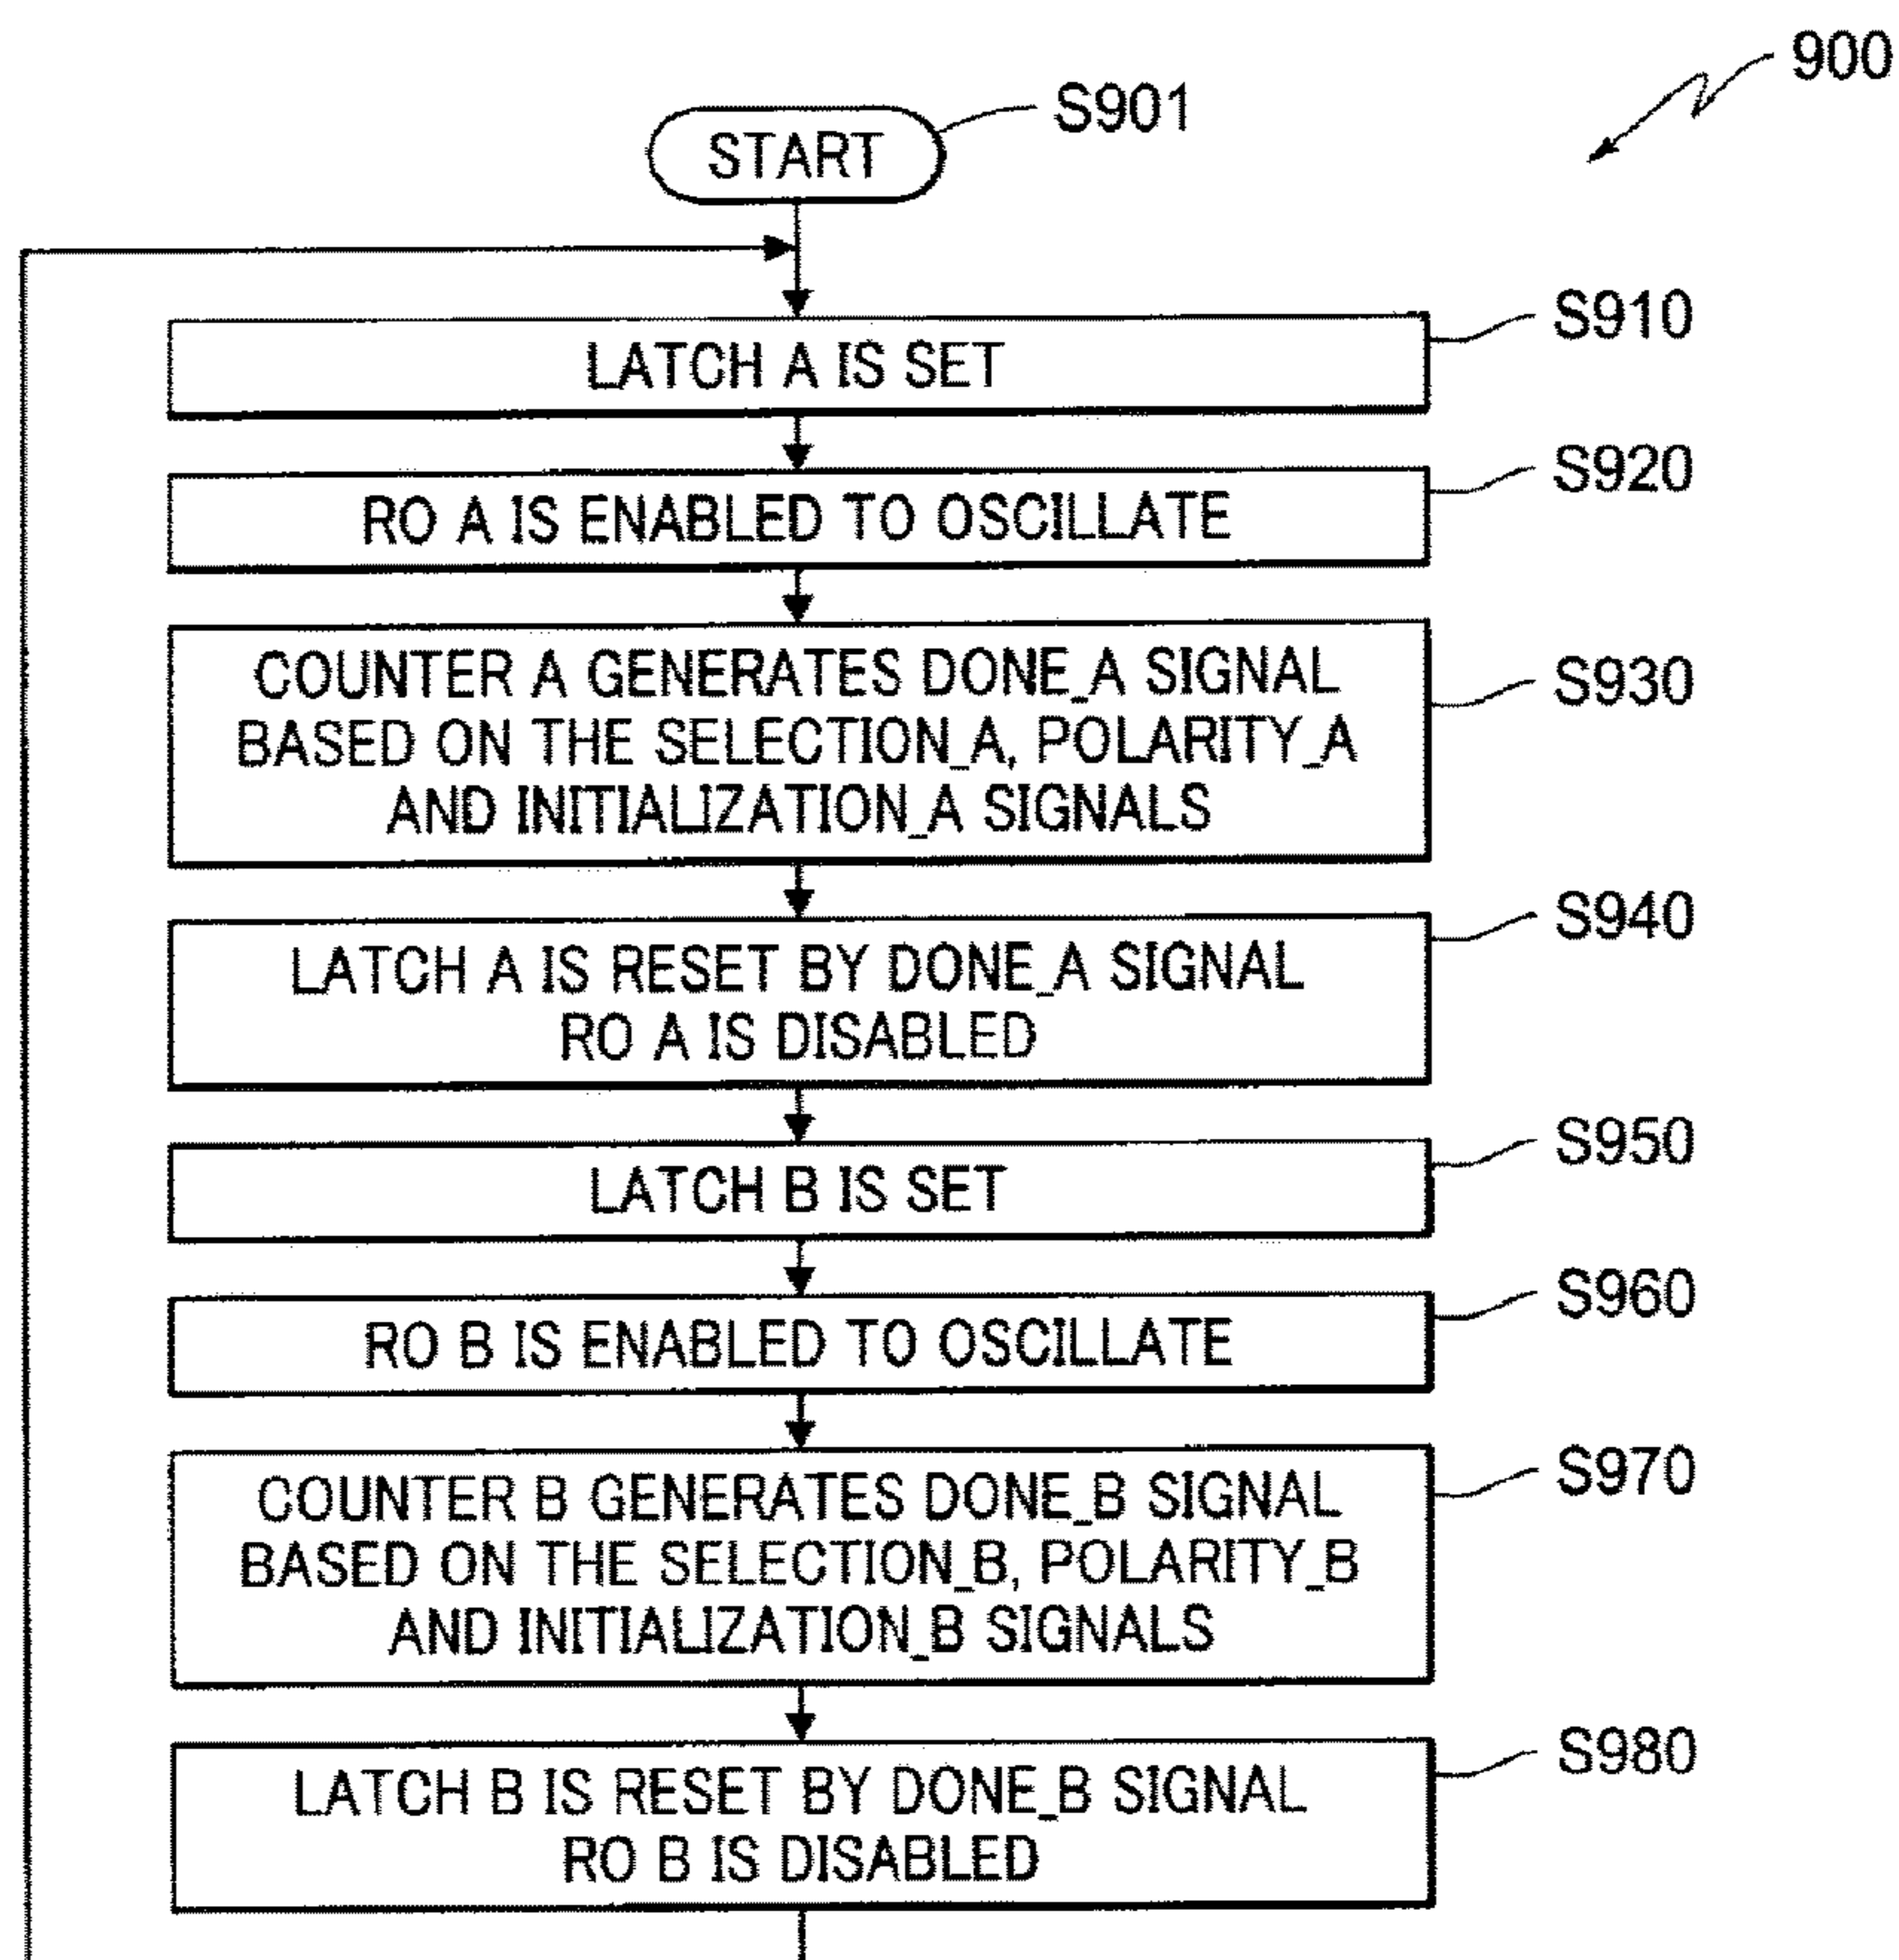 900
START
S901
LATCH A IS SET
S910
RO A IS ENABLED TO OSCILLATE
S920
COUNTER A GENERATES DONE_A SIGNAL
BASED ON THE SELECTION_A, POLARITY_A
AND INITIALIZATION_A SIGNALS
S930
LATCH A IS RESET BY DONE_A SIGNAL
RO A IS DISABLED
S940
LATCH B IS SET
S950
RO B IS ENABLED TO OSCILLATE
S960
COUNTER B GENERATES DONE_B SIGNAL
BASED ON THE SELECTION_B, POLARITY_B
AND INITIALIZATION_B SIGNALS
S970
LATCH B IS RESET BY DONE_B SIGNAL
RO B IS DISABLED
S980